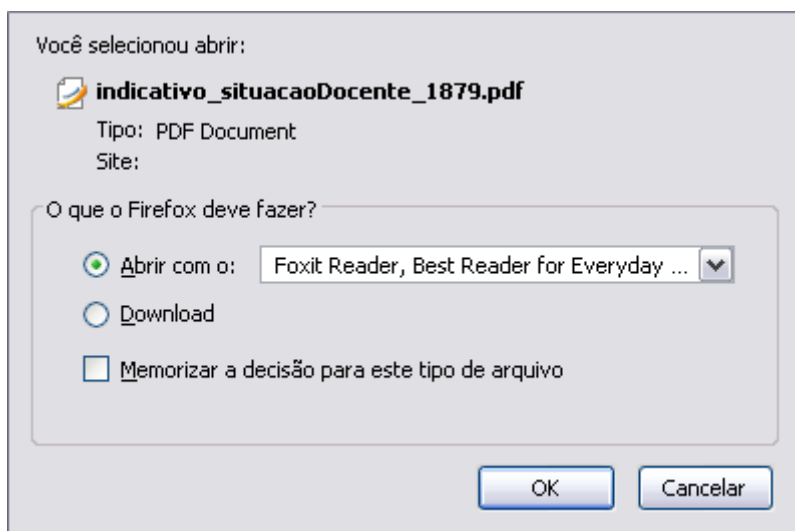 Você selecionou abrir:
indicativo_situacaoDocente_1879.pdf
Tipo: PDF Document
Site:
O que o Firefox deve fazer?
Abrir com o: Foxit Reader, Best Reader for Everyday ...
Download
Memorizar a decisão para este tipo de arquivo
OK Cancelar